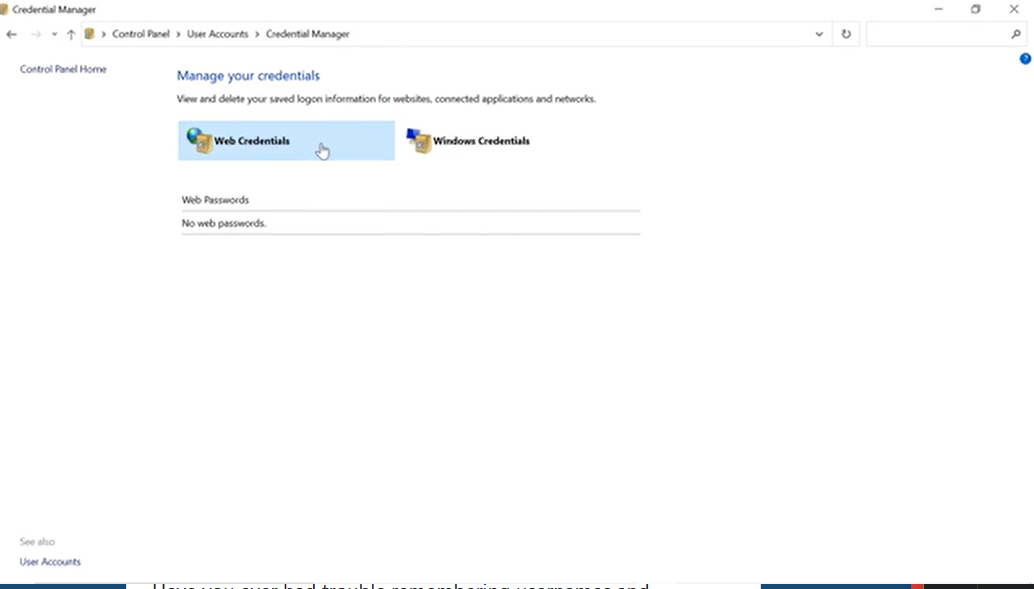 Credential Manager
Control Panel > User Accounts > Credential Manager
Control Panel Home
Manage your credentials
View and delete your saved logon information for websites, connected applications and networks.
Web Credentials
Windows Credentials
Web Passwords
No web passwords.
See also
User Accounts
Have you ever had trouble remembering usernames and